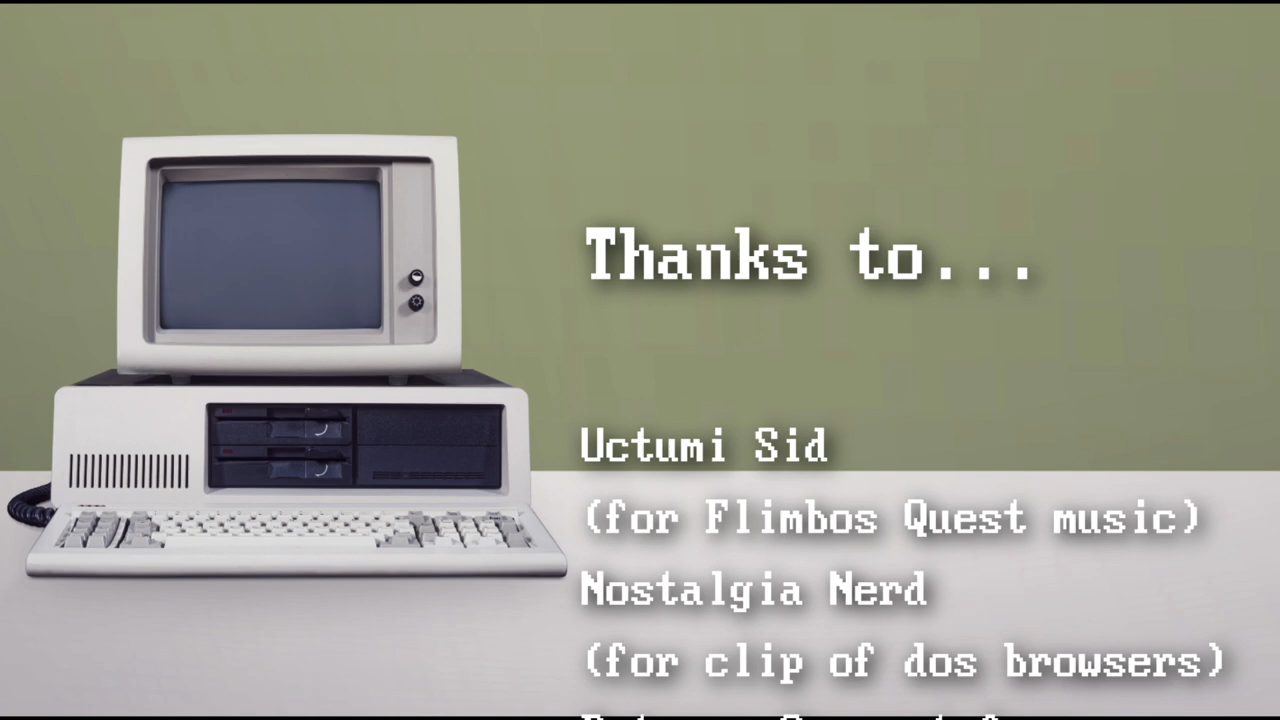 Thanks to...
Uctumi Sid
(for Flimbos Quest music)
Nostalgia Nerd
(for clip of dos browsers)